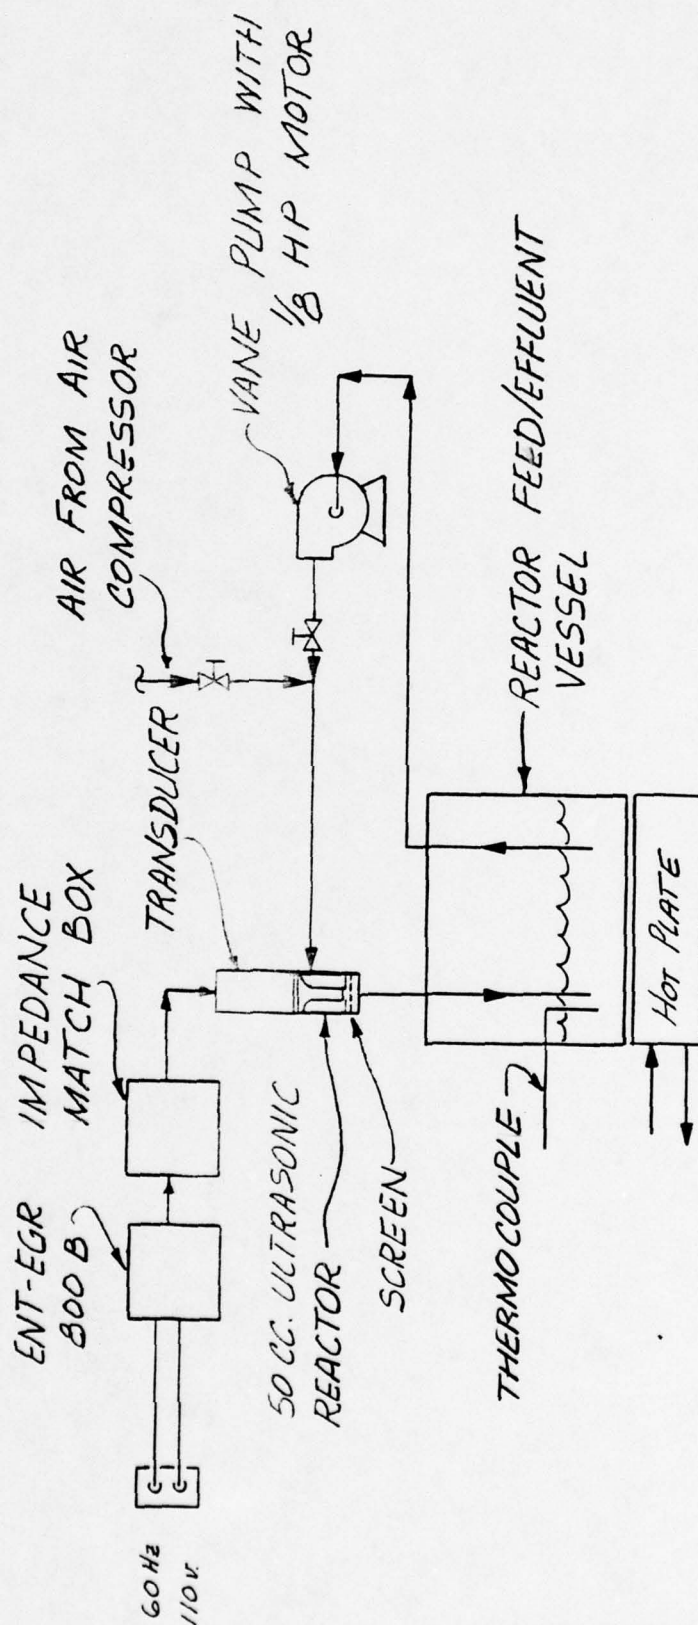 60 Hz
110 v.
ENT-EGR
800 B
IMPEDANCE
MATCH BOX
TRANSDUCER
AIR FROM AIR
COMPRESSOR
VANE PUMP WITH
1/8 HP MOTOR
50 CC. ULTRASONIC
REACTOR
SCREEN
THERMOCOUPLE
REACTOR FEED/EFFLUENT
VESSEL
HOT PLATE